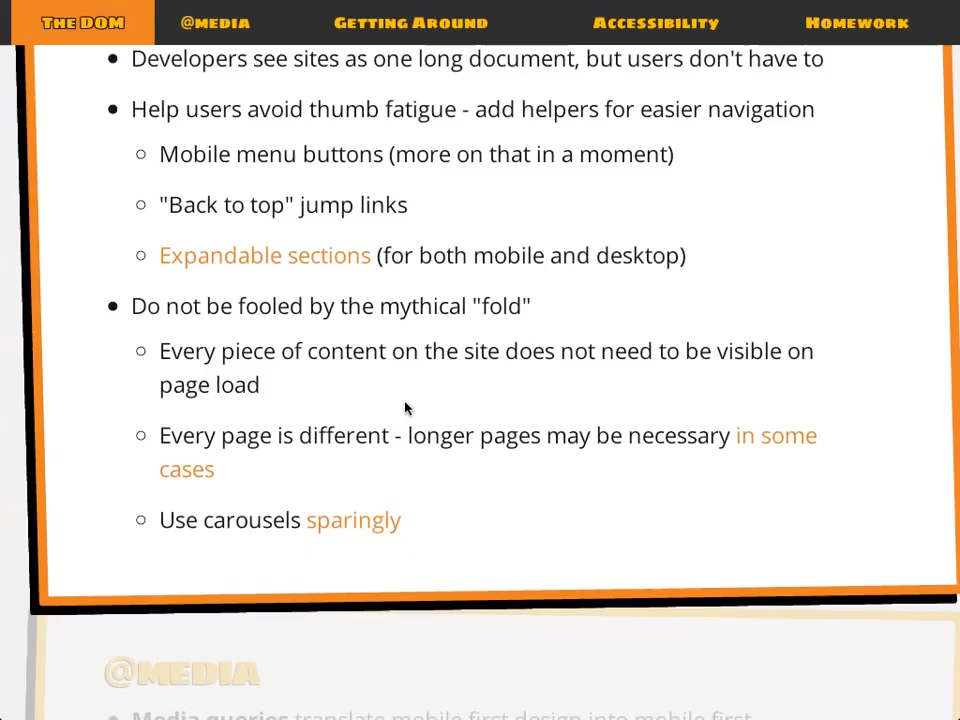 The DOM
@media
Getting Around
Accessibility
Homework
Developers see sites as one long document, but users don't have to
Help users avoid thumb fatigue - add helpers for easier navigation
Mobile menu buttons (more on that in a moment)
"Back to top" jump links
Expandable sections (for both mobile and desktop)
Do not be fooled by the mythical "fold"
Every piece of content on the site does not need to be visible on
page load
Every page is different - longer pages may be necessary in some
cases
Use carousels sparingly
@media
Media queries translate mobile first design into mobile first